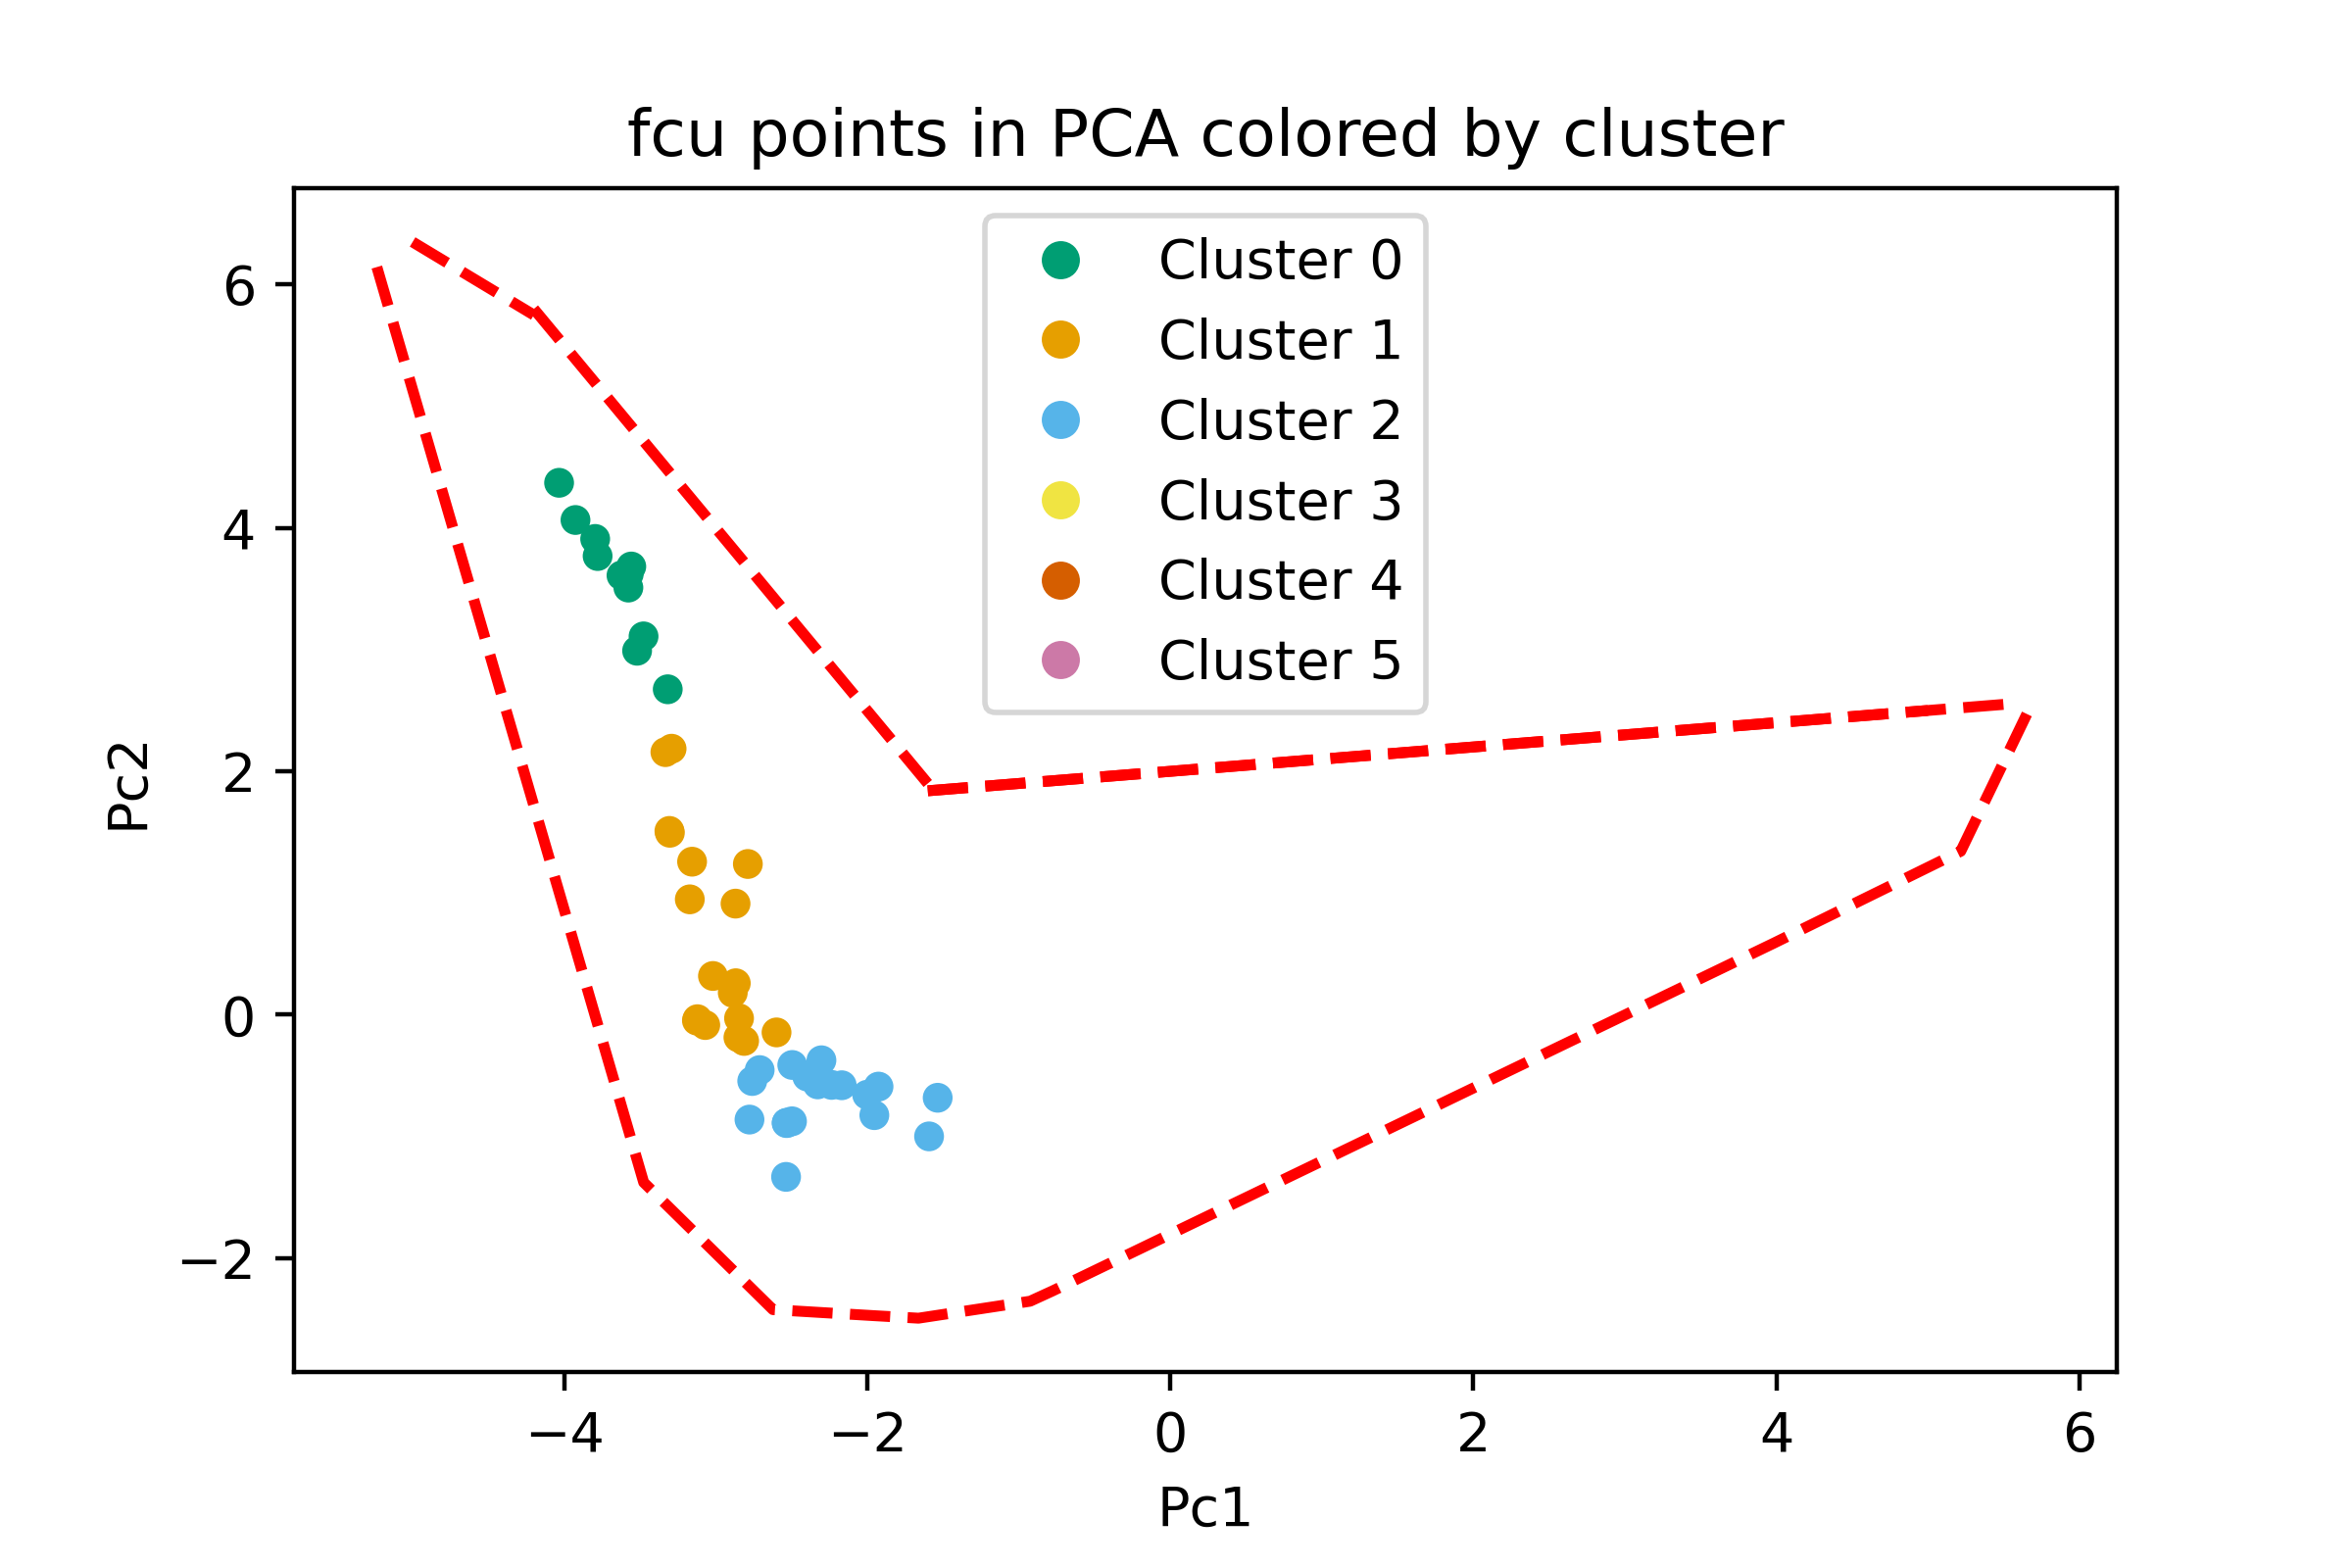 fcu points in PCA colored by cluster
Cluster 0
Cluster 1
Cluster 2
Cluster 3
Cluster 4
Cluster 5
6
4
2
0
−2
Pc2
−4
−2
0
2
4
6
Pc1